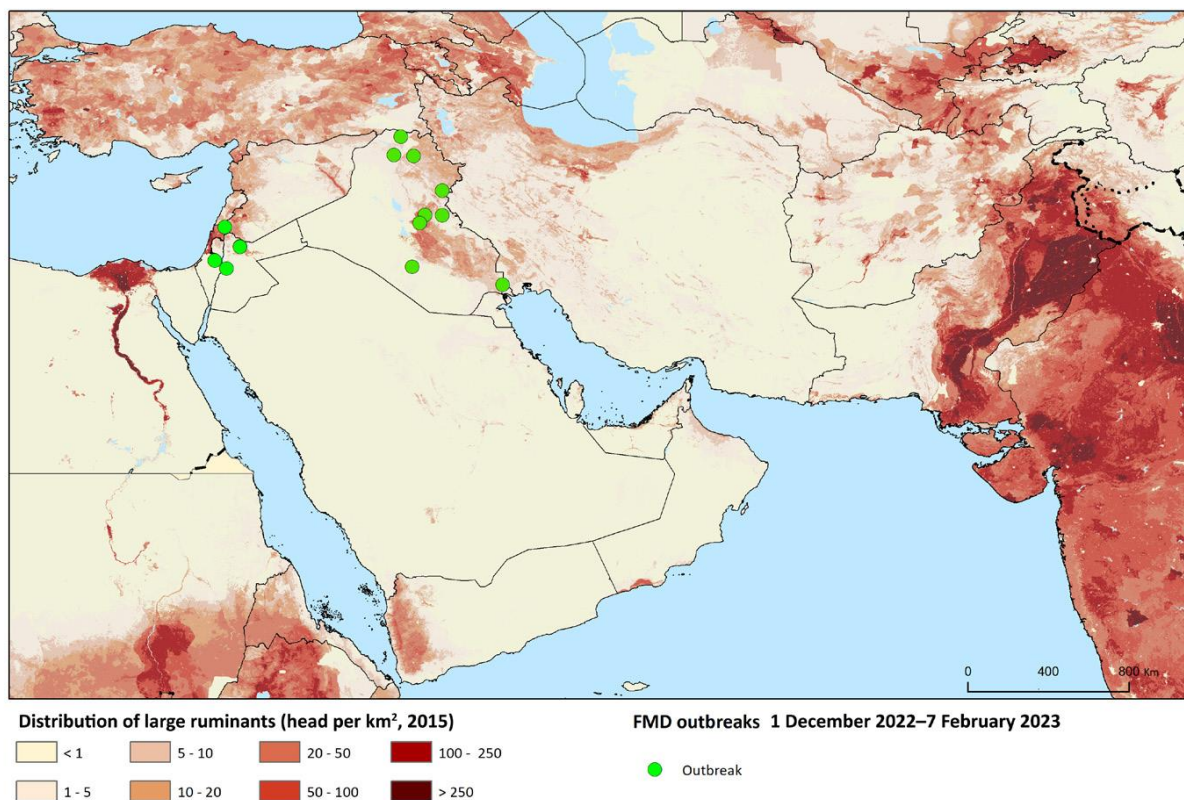 0 400 800 Km
Distribution of large ruminants (head per km², 2015)
< 1
5 - 10
20 - 50
100 - 250
1 - 5
10 - 20
50 - 100
> 250
FMD outbreaks 1 December 2022–7 February 2023
Outbreak